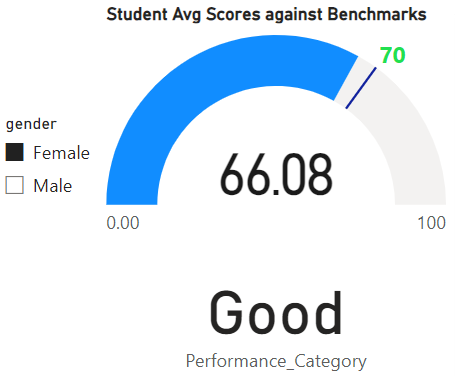 Student Avg Scores against Benchmarks
70
gender
Female
Male
66.08
0.00
100
Good
Performance_Category